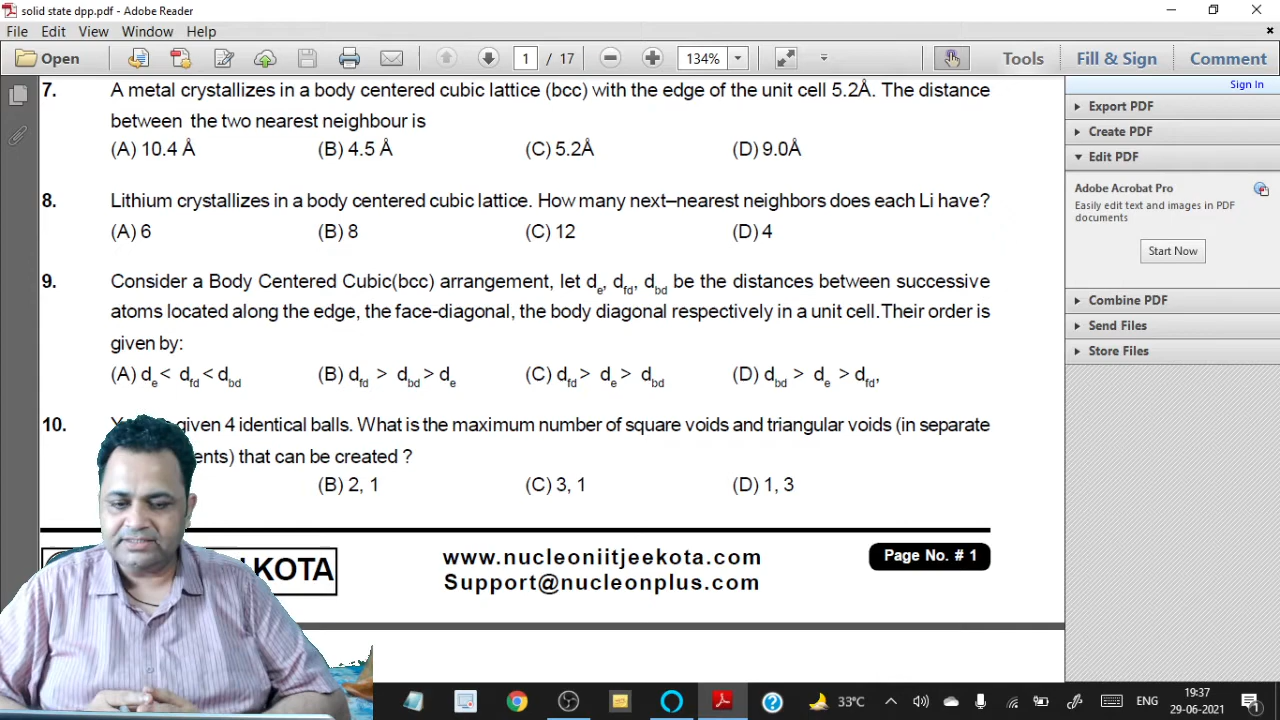 solid state dpp.pdf - Adobe Reader
File Edit View Window Help
Open 1 / 17 134% Tools Fill & Sign Comment
Sign In
Export PDF
Create PDF
Edit PDF
Adobe Acrobat Pro
Easily edit text and images in PDF
documents
Start Now
Combine PDF
Send Files
Store Files
7. A metal crystallizes in a body centered cubic lattice (bcc) with the edge of the unit cell 5.2Å. The distance
between the two nearest neighbour is
(A) 10.4 Å (B) 4.5 Å (C) 5.2Å (D) 9.0Å
8. Lithium crystallizes in a body centered cubic lattice. How many next–nearest neighbors does each Li have?
(A) 6 (B) 8 (C) 12 (D) 4
9. Consider a Body Centered Cubic(bcc) arrangement, let de, dfd, dbd be the distances between successive
atoms located along the edge, the face-diagonal, the body diagonal respectively in a unit cell.Their order is
given by:
(A) de < dfd < dbd (B) dfd > dbd > de (C) dfd > de > dbd (D) dbd > de > dfd,
10. given 4 identical balls. What is the maximum number of square voids and triangular voids (in separate
that can be created ?
(B) 2, 1 (C) 3, 1 (D) 1, 3
KOTA
www.nucleoniitjeekota.com
Support@nucleonplus.com
Page No. # 1
33°C ENG 19:37
29-06-2021